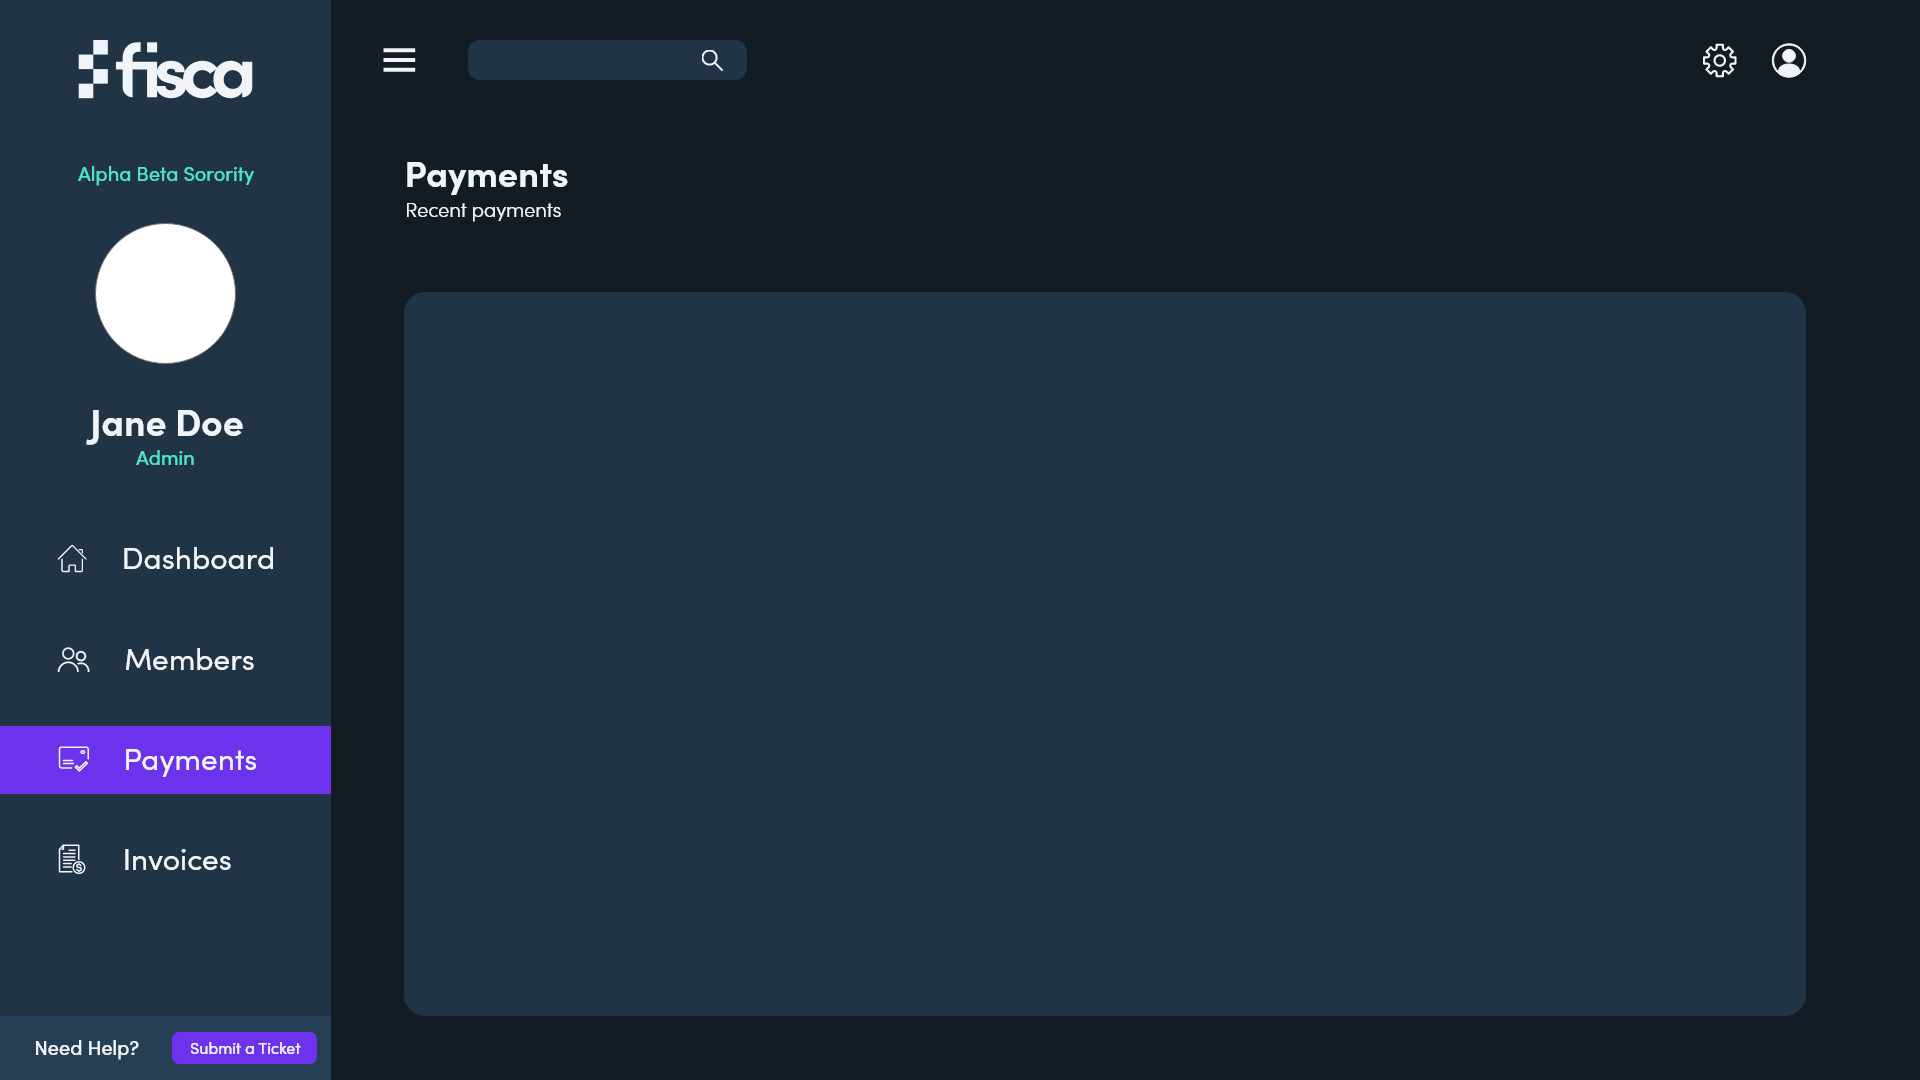 fisca
Alpha Beta Sorority
Jane Doe
Admin
Dashboard
Members
Payments
Invoices
Need Help?
Submit a Ticket
Payments
Recent payments